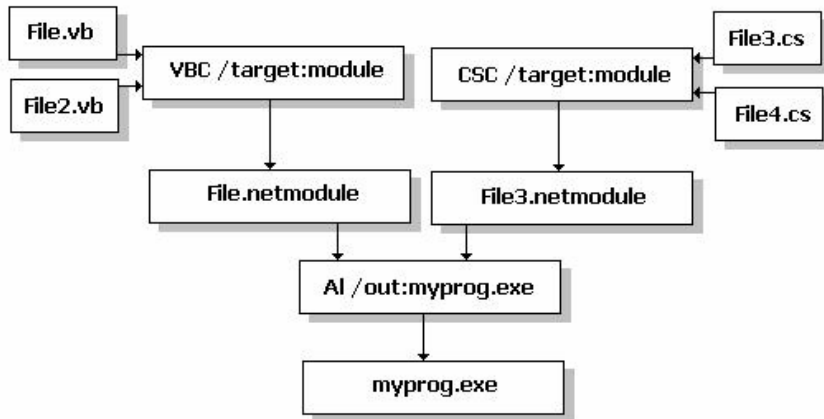 File.vb
File2.vb
VBC /target:module
CSC /target:module
File3.cs
File4.cs
File.netmodule
File3.netmodule
Al /out:myprog.exe
myprog.exe